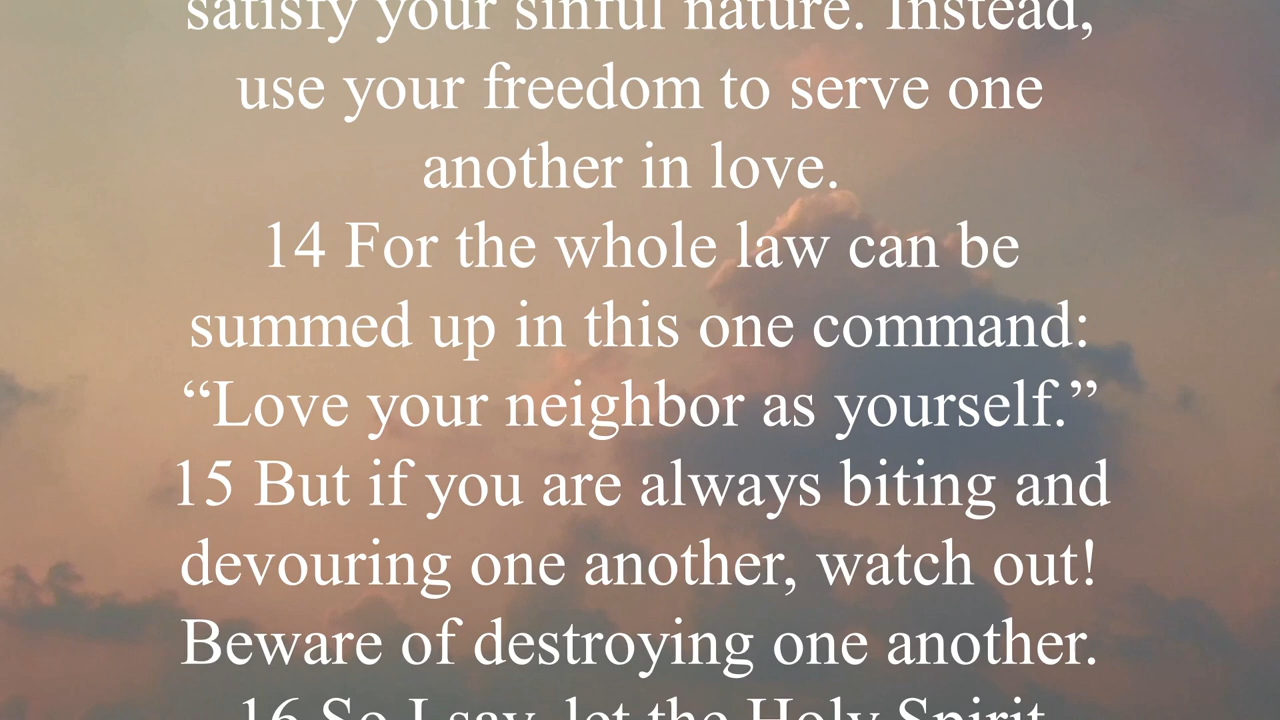 satisfy your sinful nature. Instead,
use your freedom to serve one
another in love.
14 For the whole law can be
summed up in this one command:
“Love your neighbor as yourself.”
15 But if you are always biting and
devouring one another, watch out!
Beware of destroying one another.
16 So I say, let the Holy Spirit